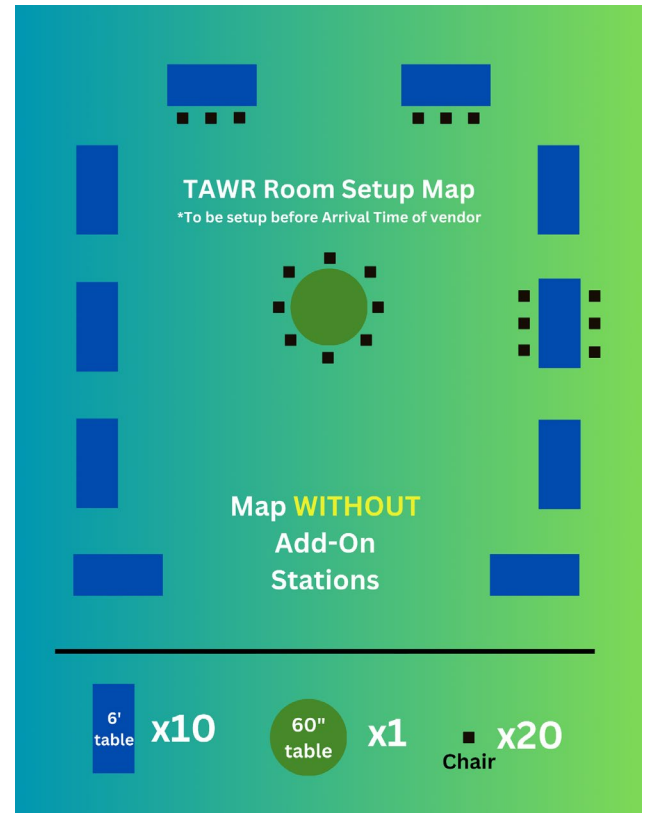 TAWR Room Setup Map
*To be setup before Arrival Time of vendor
Map WITHOUT
Add-On
Stations
6'
table
x10
60"
table
x1
Chair
x20